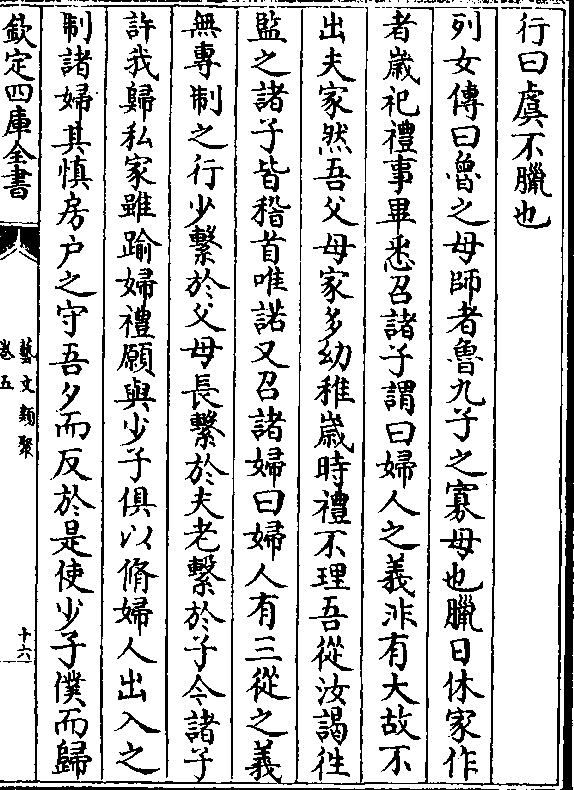 行曰虞不臘也
列女傳曰魯之母師者魯九子之寡母也臘日休家作
者歲祀禮事畢悉召諸子謂曰婦人之義非有大故不
出夫家然吾父母家多幼稚歲時禮不理吾從汝謁往
監之諸子皆稽首唯諾又召諸婦曰婦人有三從之義
無專制之行少繫於父母長繫於夫老繫於子今諸子
許我歸私家雖踰婦禮願與少子俱以脩婦人出入之
制諸婦其慎房户之守吾夕而反於是使少子僕而歸
欽定四庫全書
藝文類聚
卷五
十六